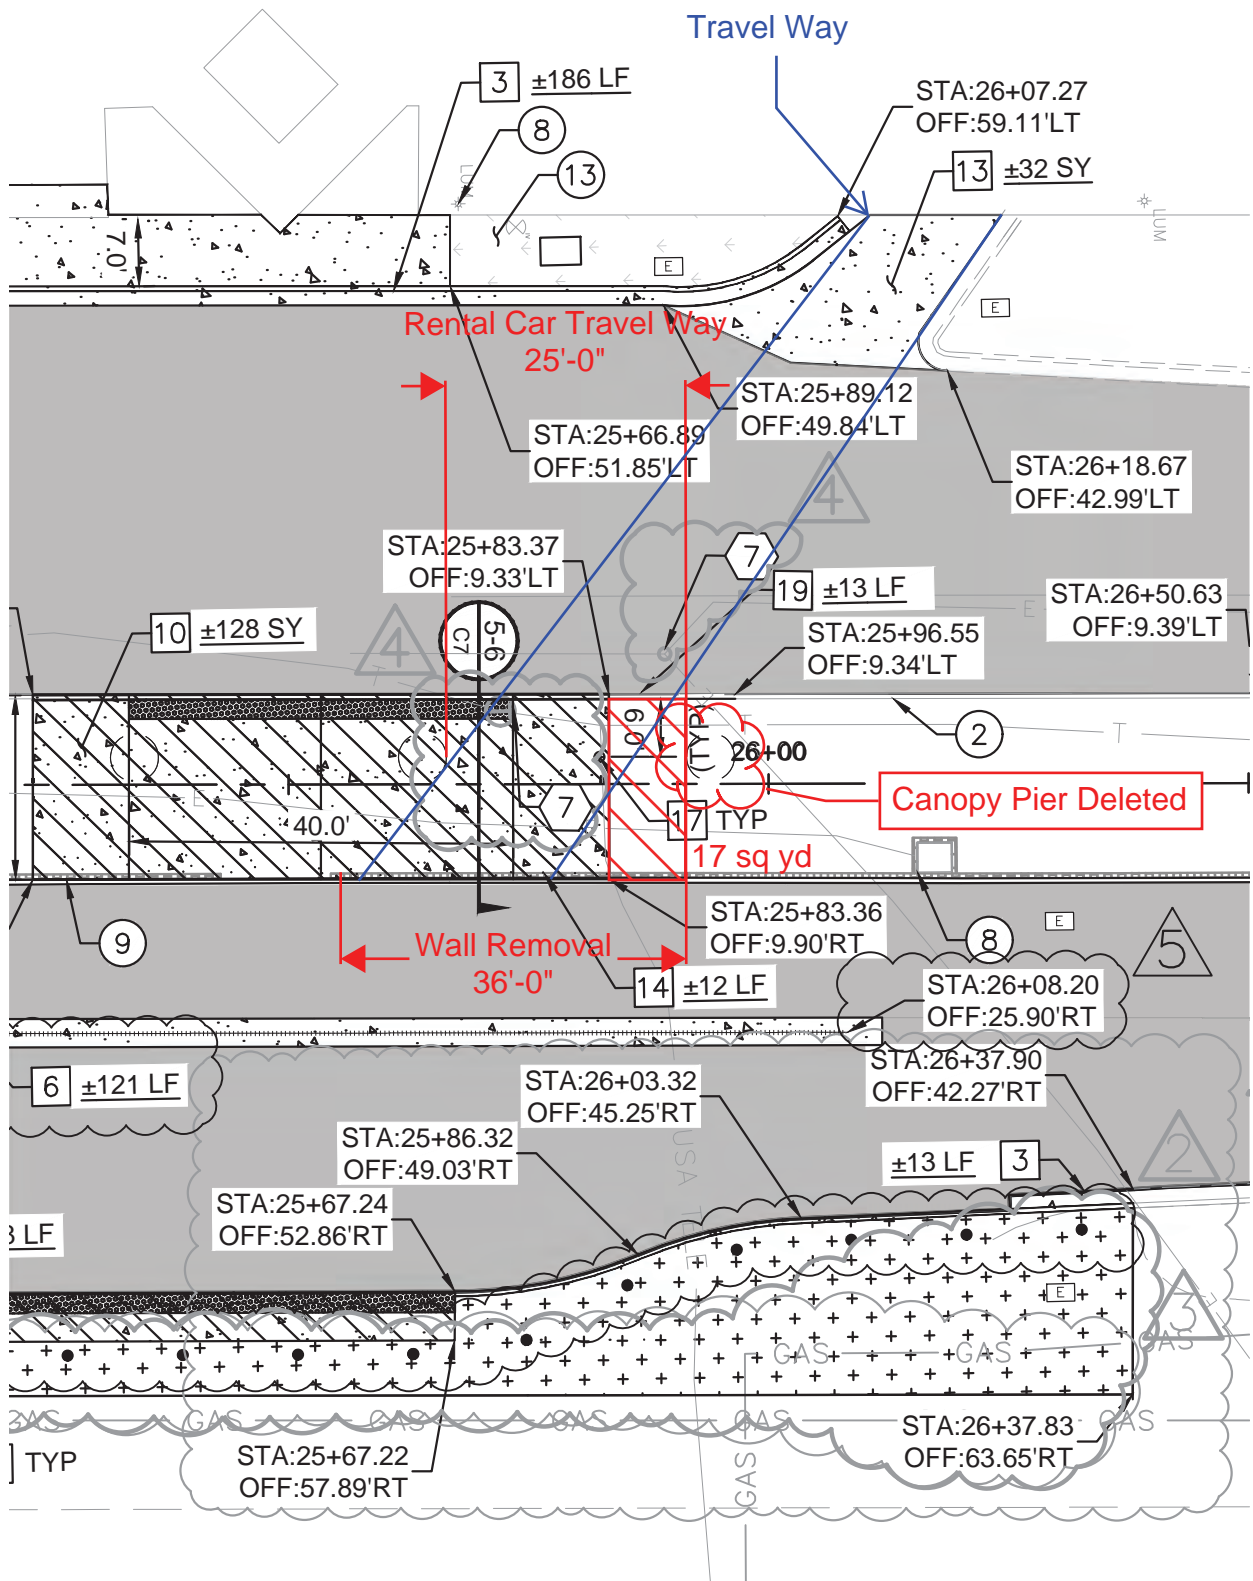 Travel Way
3 ±186 LF
8
13
STA:26+07.27
OFF:59.11'LT
13 ±32 SY
LUM
LUM
7.0'
E
E
Rental Car Travel Way
25'-0"
STA:25+89.12
OFF:49.84'LT
STA:25+66.89
OFF:51.85'LT
STA:26+18.67
OFF:42.99'LT
4
STA:25+83.37
OFF:9.33'LT
7
19 ±13 LF
STA:26+50.63
OFF:9.39'LT
E
10 ±128 SY
4
5-6
C7
STA:25+96.55
OFF:9.34'LT
T
T
T
6.0'
(TYP)
26+00
2
E
40.0'
7
17 TYP
Canopy Pier Deleted
17 sq yd
9
Wall Removal
36'-0"
14 ±12 LF
STA:25+83.36
OFF:9.90'RT
E
8
5
STA:26+08.20
OFF:25.90'RT
6 ±121 LF
STA:26+03.32
OFF:45.25'RT
STA:26+37.90
OFF:42.27'RT
STA:25+86.32
OFF:49.03'RT
USA
±13 LF 3
2
STA:25+67.24
OFF:52.86'RT
LF
E
E
3
GAS
GAS
GAS
GAS
GAS
GAS
GAS
GAS
GAS
GAS
TYP
STA:25+67.22
OFF:57.89'RT
STA:26+37.83
OFF:63.65'RT